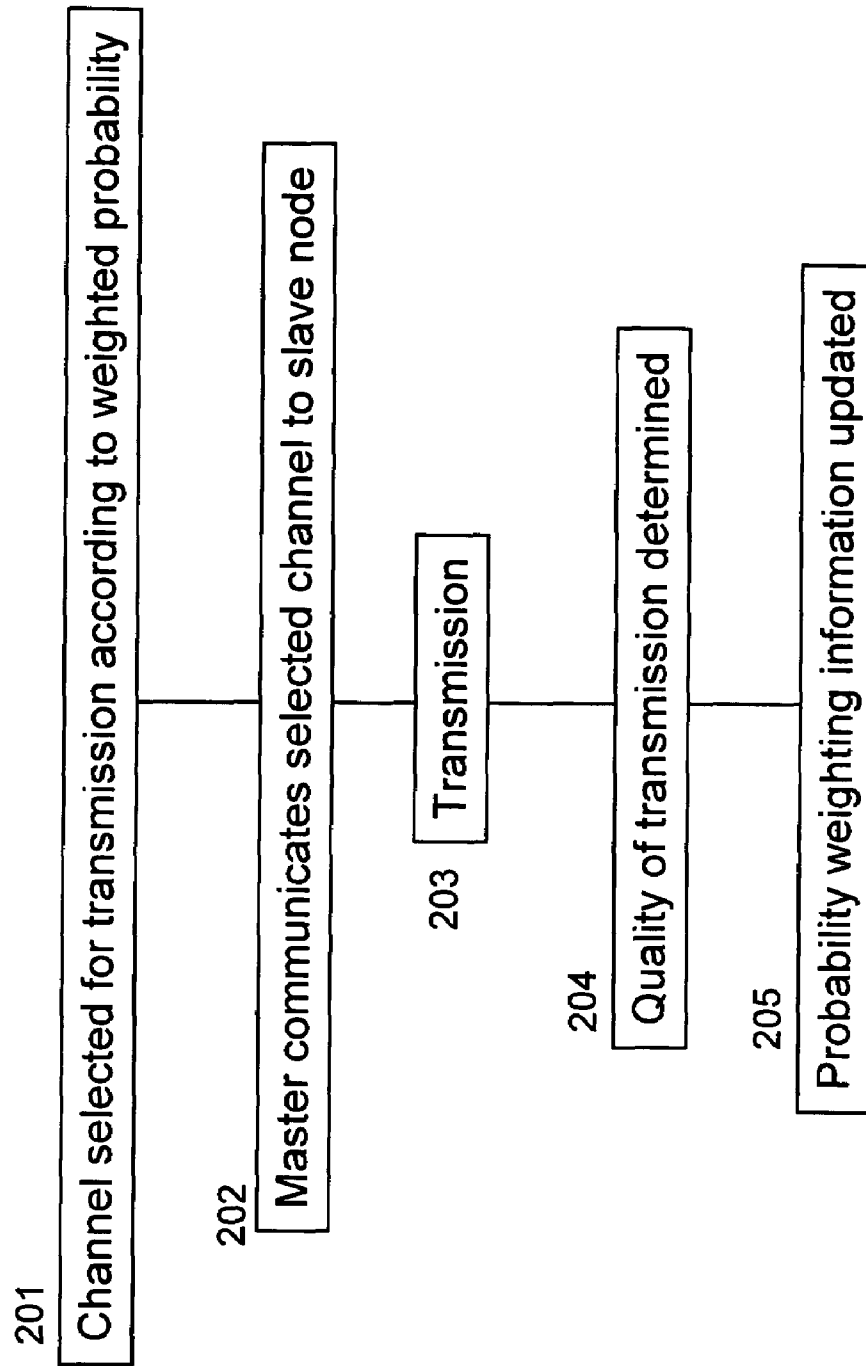 201
Channel selected for transmission according to weighted probability
202
Master communicates selected channel to slave node
203
Transmission
204
Quality of transmission determined
205
Probability weighting information updated